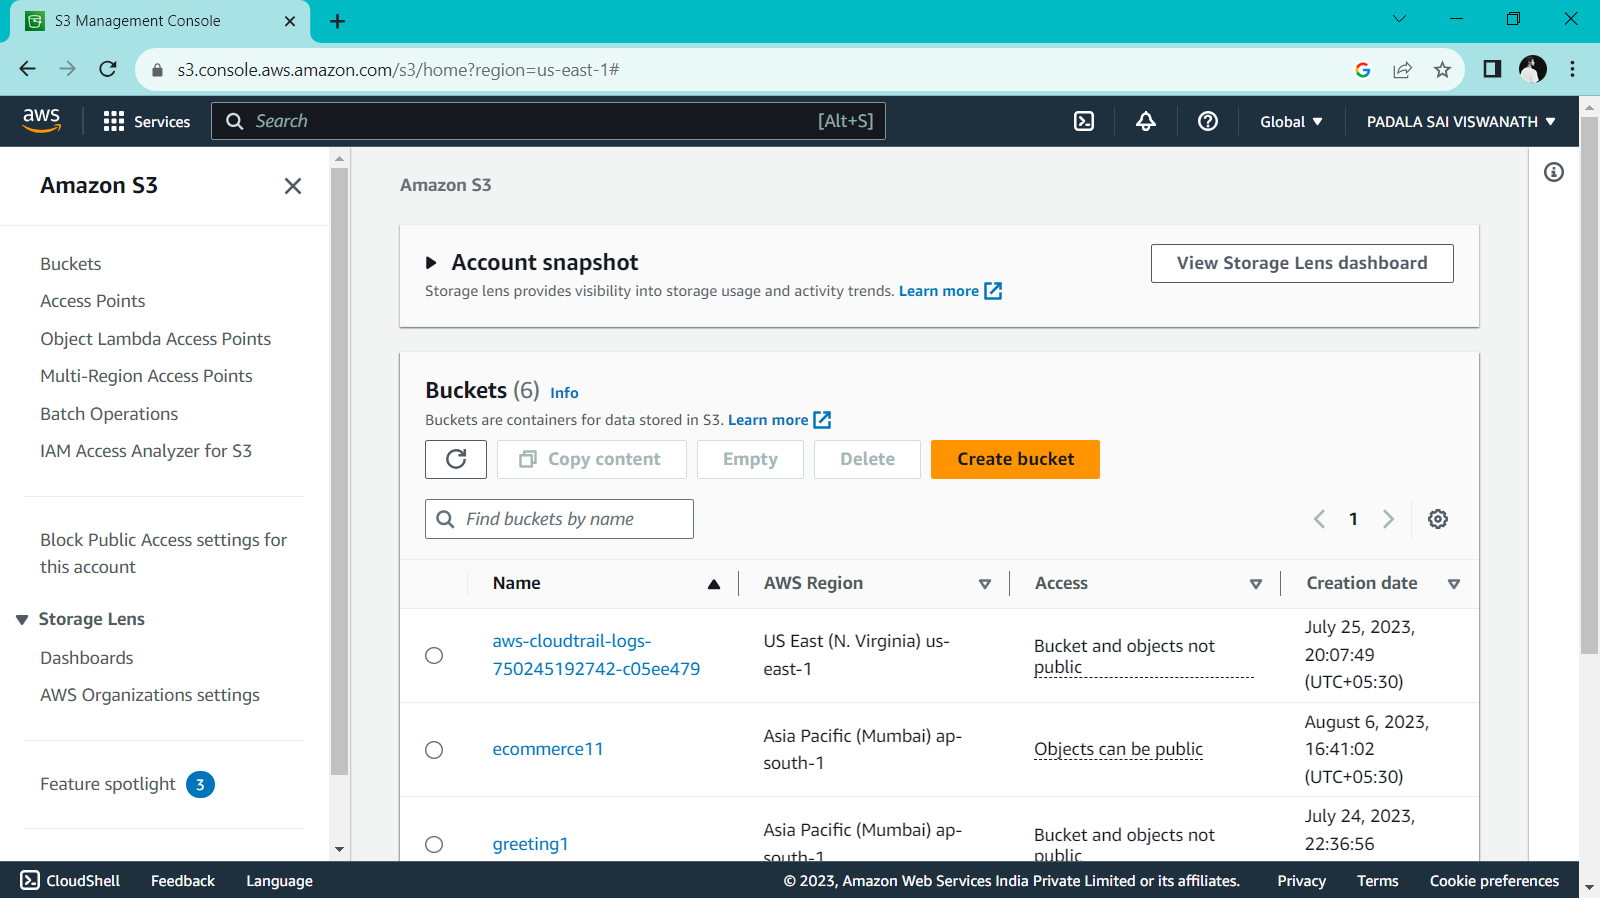 S3 Management Console
s3.console.aws.amazon.com/s3/home?region=us-east-1#
aws
Services
Search
[Alt+S]
Global
PADALA SAI VISWANATH
Amazon S3
Buckets
Access Points
Object Lambda Access Points
Multi-Region Access Points
Batch Operations
IAM Access Analyzer for S3
Block Public Access settings for
this account
Storage Lens
Dashboards
AWS Organizations settings
Feature spotlight 3
Amazon S3
Account snapshot
View Storage Lens dashboard
Storage lens provides visibility into storage usage and activity trends. Learn more
Buckets (6) Info
Buckets are containers for data stored in S3. Learn more
Copy content
Empty
Delete
Create bucket
Find buckets by name
1
Name
AWS Region
Access
Creation date
aws-cloudtrail-logs-
750245192742-c05ee479
US East (N. Virginia) us-
east-1
Bucket and objects not
public
July 25, 2023,
20:07:49
(UTC+05:30)
ecommerce11
Asia Pacific (Mumbai) ap-
south-1
Objects can be public
August 6, 2023,
16:41:02
(UTC+05:30)
greeting1
Asia Pacific (Mumbai) ap-
south-1
Bucket and objects not
public
July 24, 2023,
22:36:56
CloudShell
Feedback
Language
© 2023, Amazon Web Services India Private Limited or its affiliates.
Privacy
Terms
Cookie preferences